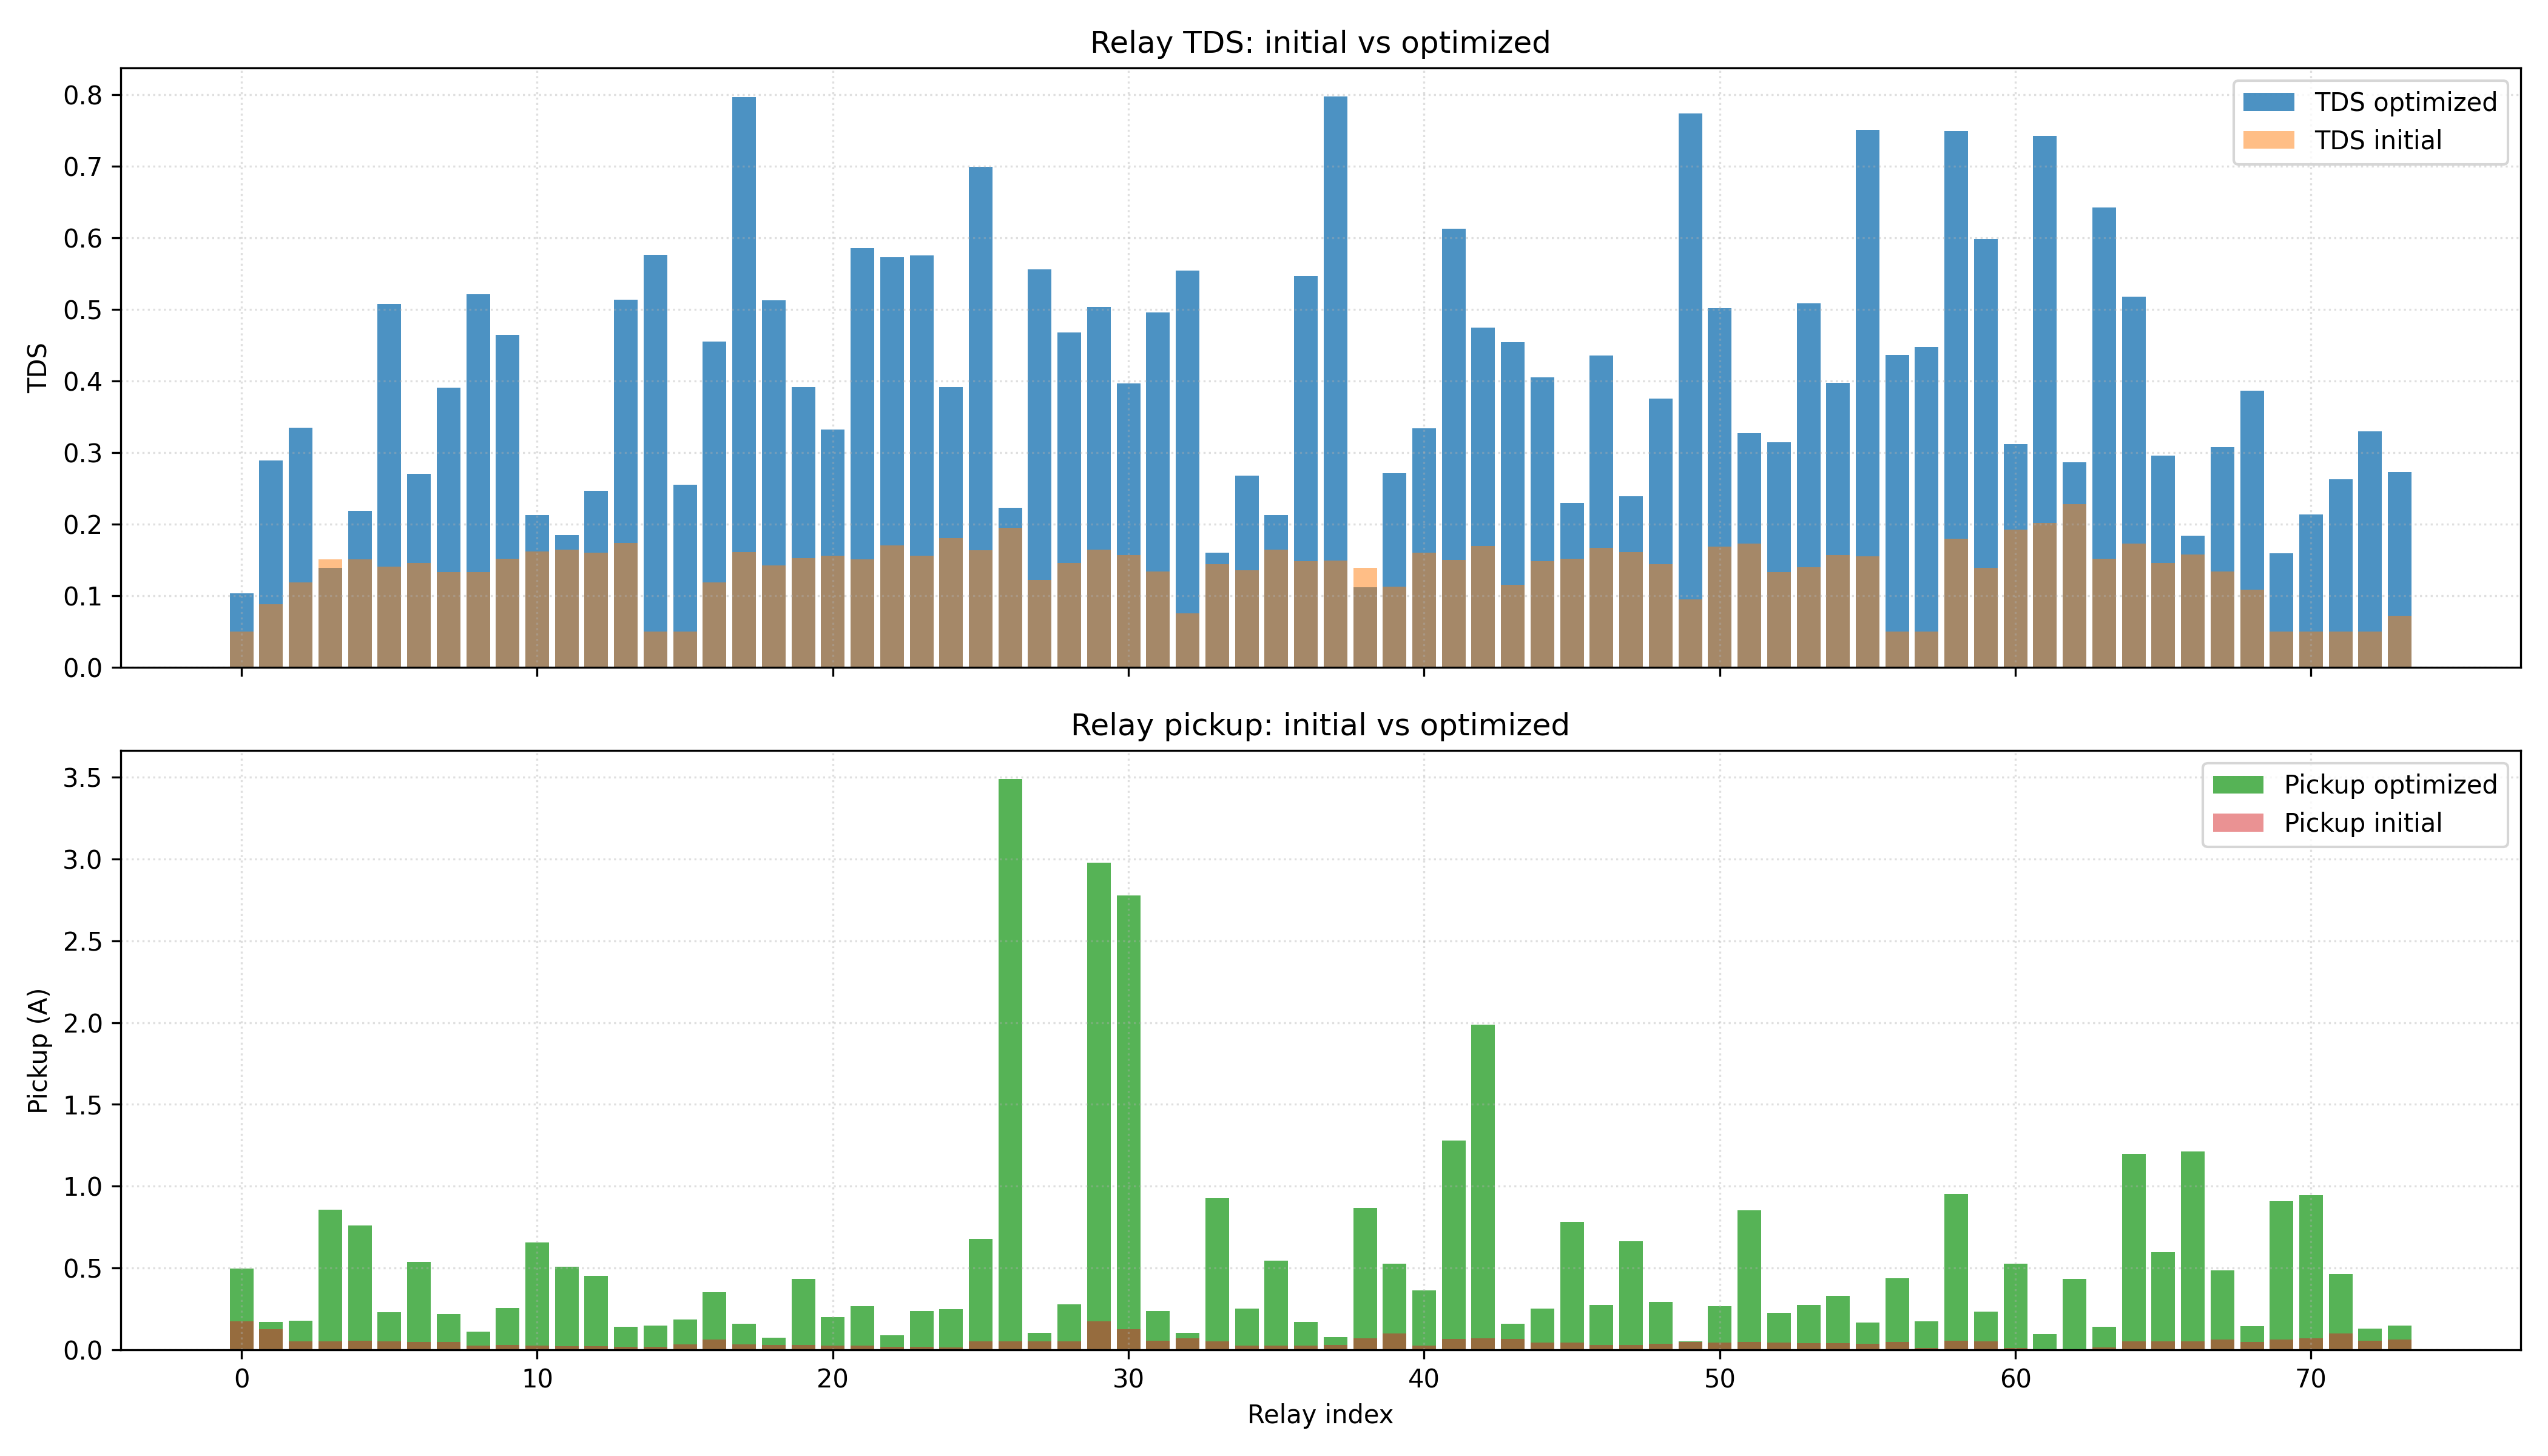 Relay TDS: initial vs optimized
TDS optimized
TDS initial
0.8
0.7
0.6
0.5
0.4
0.3
0.2
0.1
0.0
TDS
Relay pickup: initial vs optimized
Pickup optimized
Pickup initial
3.5
3.0
2.5
2.0
1.5
1.0
0.5
0.0
Pickup (A)
0 10 20 30 40 50 60 70
Relay index